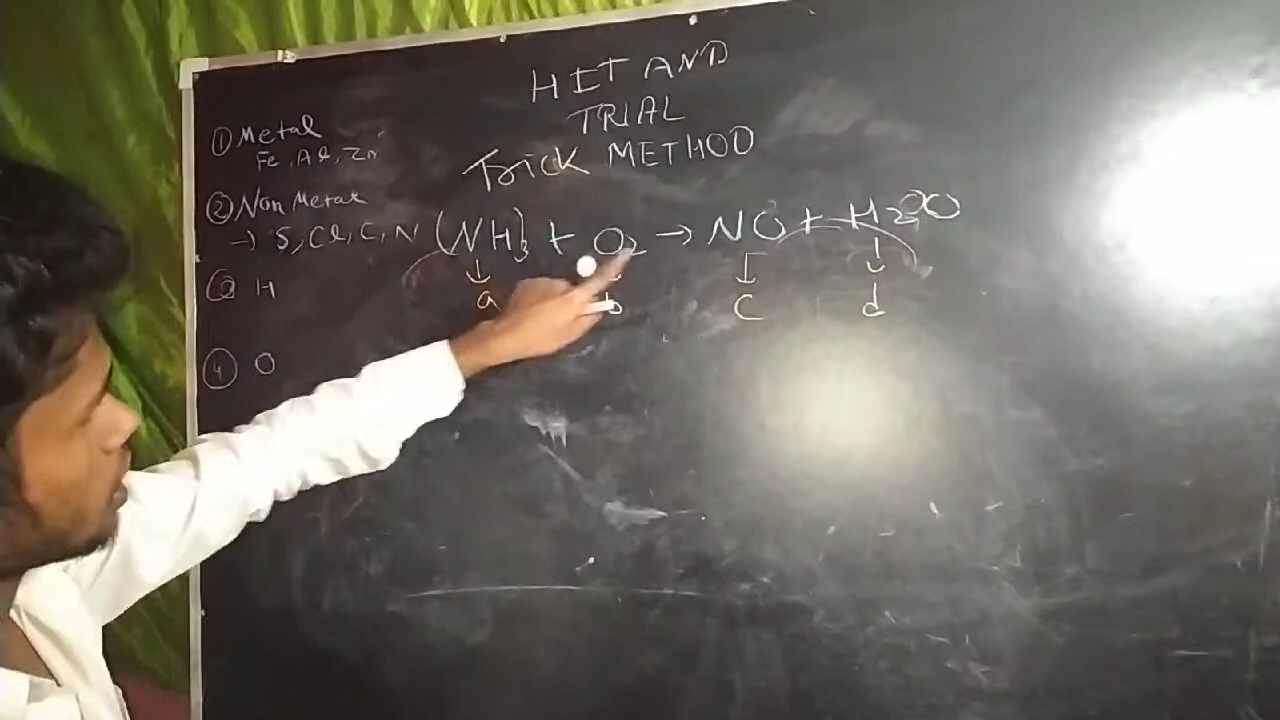 HIT AND
TRIAL
Trick METHOD
① Metal
Fe, Al, Zn
② Non Metal
→ S, Cl, C, N
③ H
④ O
(NH3 + O2 → NO + H2O
↓ a ↓ b ↓ c ↓ d